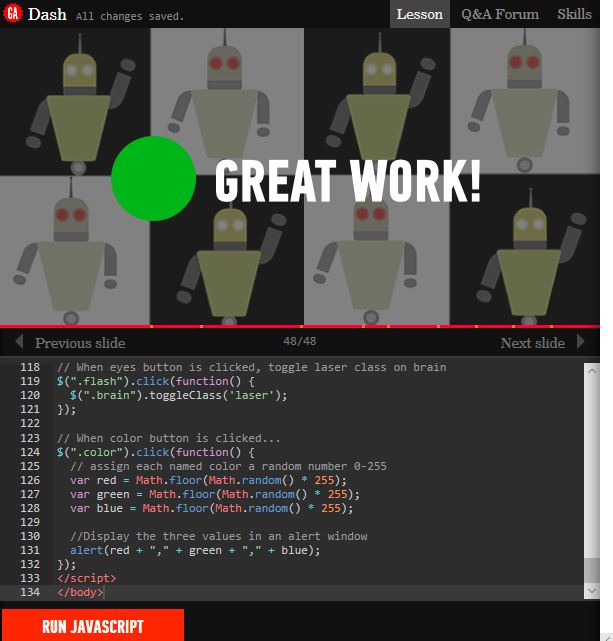 GA Dash All changes saved. Lesson Q&A Forum Skills
GREAT WORK!
Previous slide 48/48 Next slide
118 // When eyes button is clicked, toggle laser class on brain
119 $(".flash").click(function() {
120   $(".brain").toggleClass('laser');
121 });
122
123 // When color button is clicked...
124 $(".color").click(function() {
125   // assign each named color a random number 0-255
126   var red = Math.floor(Math.random() * 255);
127   var green = Math.floor(Math.random() * 255);
128   var blue = Math.floor(Math.random() * 255);
129
130   //Display the three values in an alert window
131   alert(red + "," + green + "," + blue);
132 });
133 </script>
134 </body>
RUN JAVASCRIPT